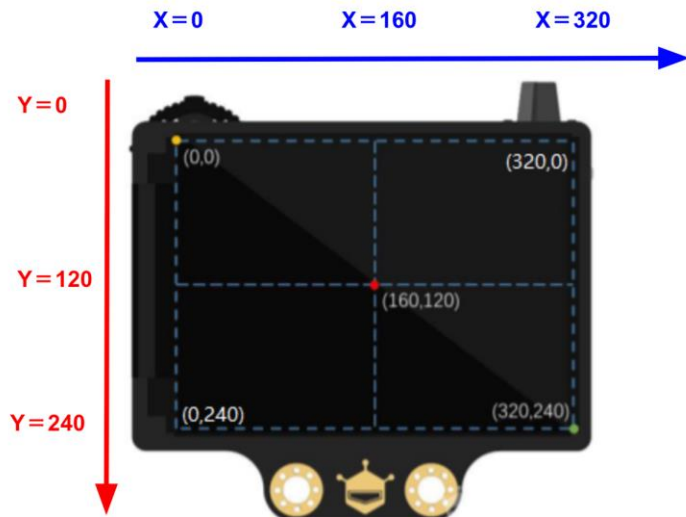 X=0 X=160 X=320
Y=0
(0,0) (320,0)
Y=120
(160,120)
Y=240 (0,240) (320,240)